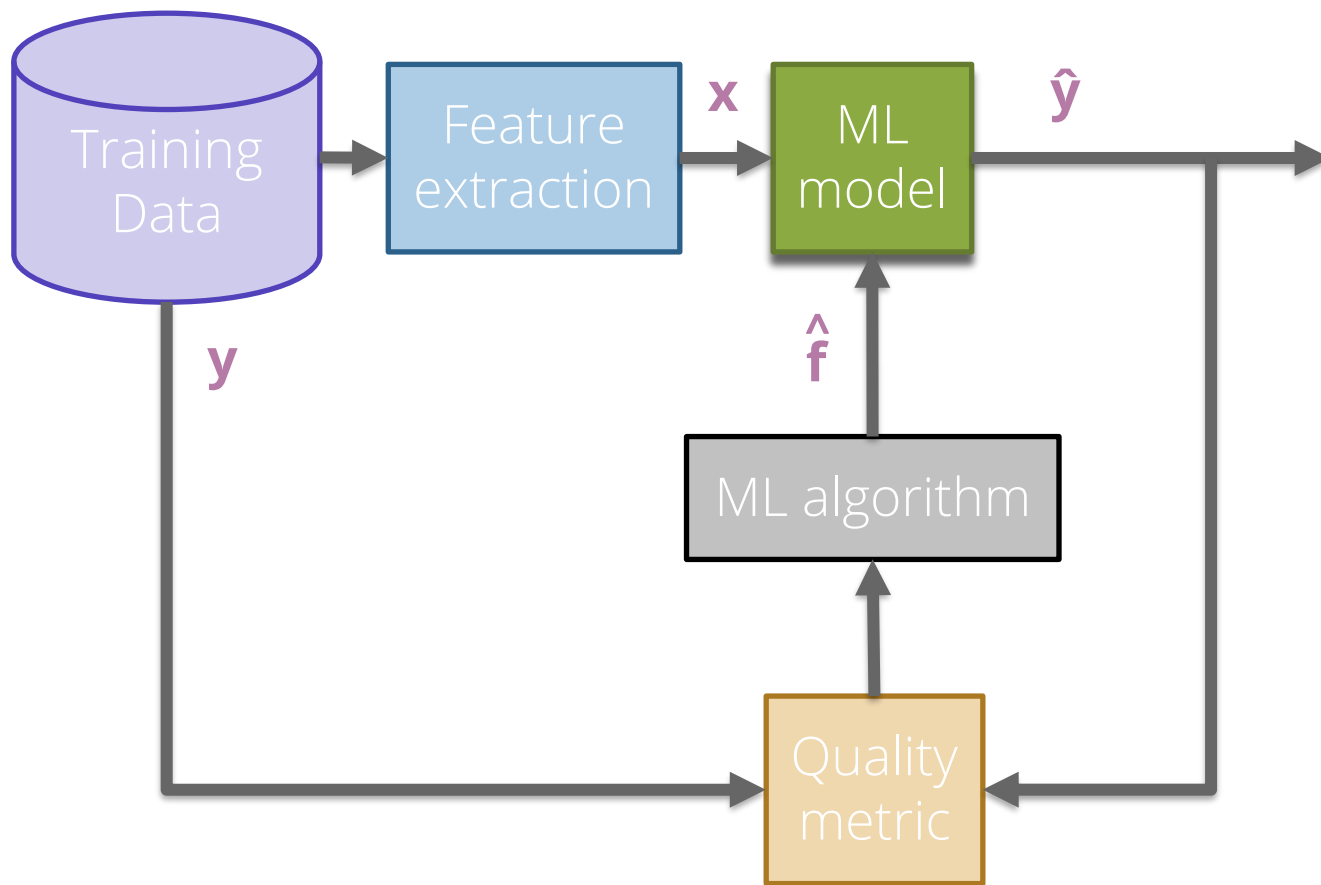 Training
Data
Feature
extraction
x
ML
model
ŷ
y
f̂
ML algorithm
Quality
metric